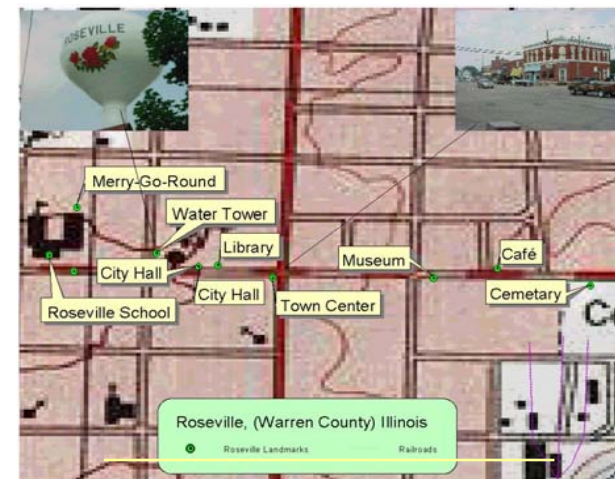 ROSEVILLE
Merry-Go-Round
Water Tower
Library
City Hall
City Hall
Museum
Café
Roseville School
Town Center
Cemetary
C
Roseville, (Warren County) Illinois
Roseville Landmarks
Railroads